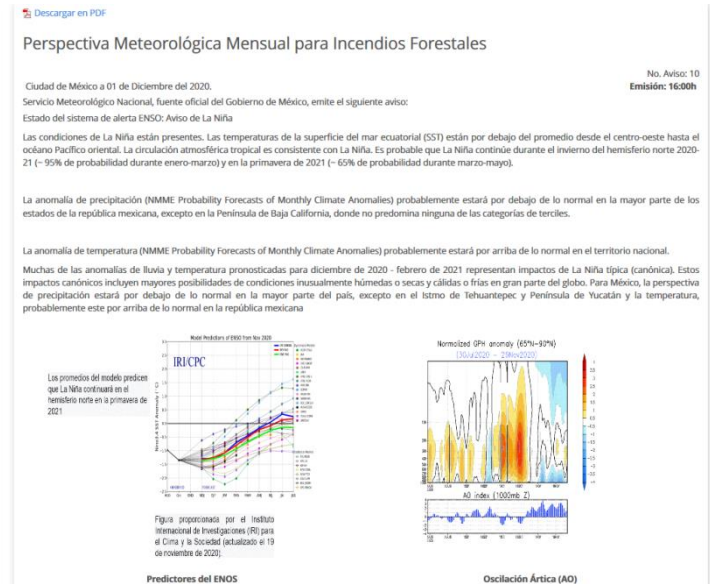 Descargar en PDF
Perspectiva Meteorológica Mensual para Incendios Forestales
No. Aviso: 10
Ciudad de México a 01 de Diciembre del 2020.
Emisión: 16:00h
Servicio Meteorológico Nacional, fuente oficial del Gobierno de México, emite el siguiente aviso:
Estado del sistema de alerta ENSO: Aviso de La Niña
Las condiciones de La Niña están presentes. Las temperaturas de la superficie del mar ecuatorial (SST) están por debajo del promedio desde el centro-oeste hasta el
océano Pacífico oriental. La circulación atmosférica tropical es consistente con La Niña. Es probable que La Niña continúe durante el invierno del hemisferio norte 2020-
21 (~ 95% de probabilidad durante enero-marzo) y en la primavera de 2021 (~ 65% de probabilidad durante marzo-mayo).
La anomalía de precipitación (NMME Probability Forecasts of Monthly Climate Anomalies) probablemente estará por debajo de lo normal en la mayor parte de los
estados de la república mexicana, excepto en la Península de Baja California, donde no predomina ninguna de las categorías de terciles.
La anomalía de temperatura (NMME Probability Forecasts of Monthly Climate Anomalies) probablemente estará por arriba de lo normal en el territorio nacional.
Muchas de las anomalías de lluvia y temperatura pronosticadas para diciembre de 2020 - febrero de 2021 representan impactos de La Niña típica (canónica). Estos
impactos canónicos incluyen mayores posibilidades de condiciones inusualmente húmedas o secas y cálidas o frías en gran parte del globo. Para México, la perspectiva
de precipitación estará por debajo de lo normal en la mayor parte del país, excepto en el Istmo de Tehuantepec y Península de Yucatán y la temperatura,
probablemente este por arriba de lo normal en la república mexicana
Los promedios del modelo predicen
que La Niña continuará en el
hemisferio norte en la primavera de
2021
Model Predictions of ENSO from Nov 2020
IRI/CPC
Nino3.4 SST Anomaly (°C)
Figura proporcionada por el Instituto
Internacional de Investigaciones (IRI) para
el Clima y la Sociedad (actualizado el 19
de noviembre de 2020).
Predictores del ENOS
Normalized GPH anomaly (65°N-90°N)
(30Jul2020 - 29Nov2020)
AO index (1000mb Z)
Oscilación Ártica (AO)